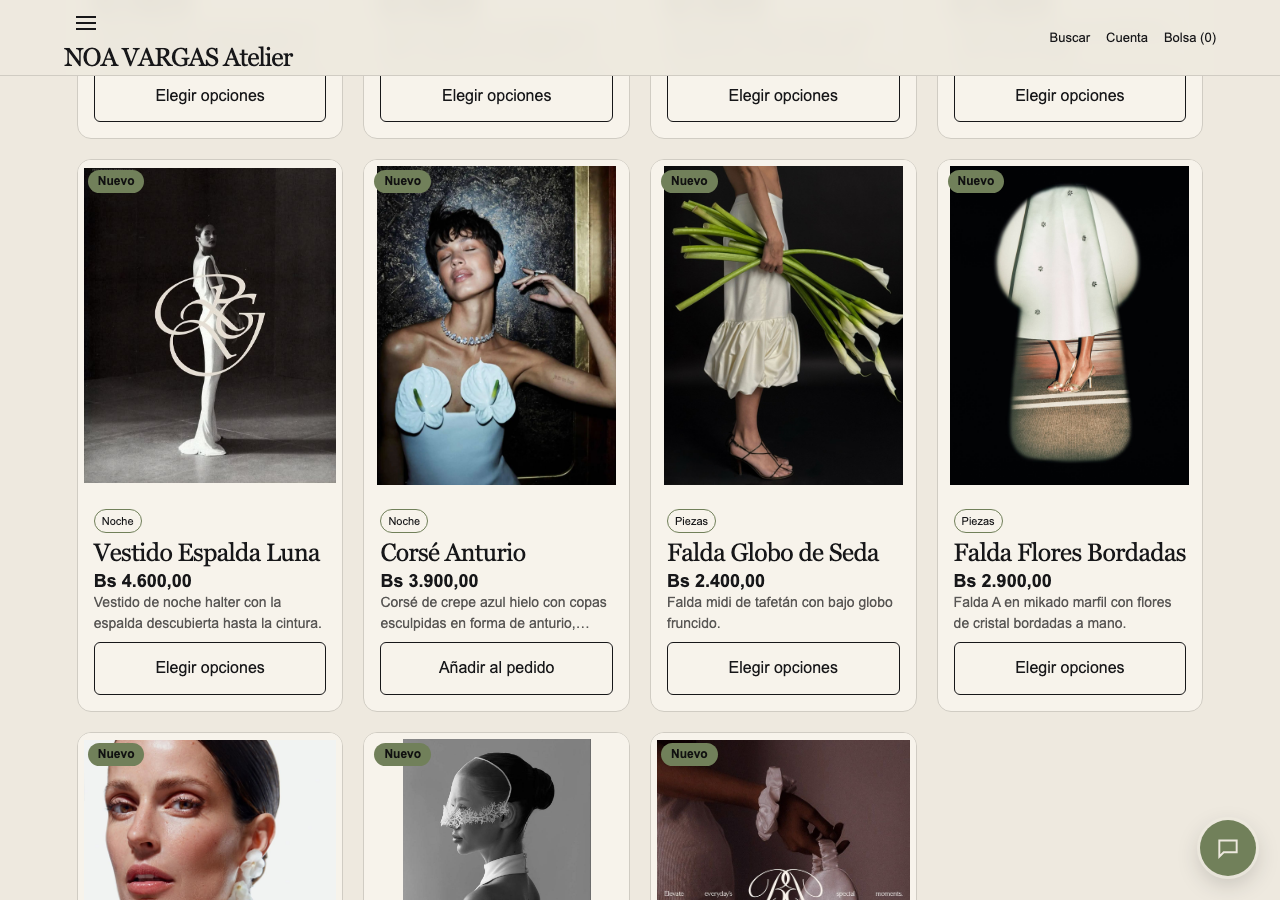 NOA VARGAS Atelier
Buscar
Cuenta
Bolsa (0)
Elegir opciones
Elegir opciones
Elegir opciones
Elegir opciones
Nuevo
Nuevo
Nuevo
Nuevo
Noche
Vestido Espalda Luna
Bs 4.600,00
Vestido de noche halter con la
espalda descubierta hasta la cintura.
Elegir opciones
Noche
Corsé Anturio
Bs 3.900,00
Corsé de crepe azul hielo con copas
esculpidas en forma de anturio,…
Añadir al pedido
Piezas
Falda Globo de Seda
Bs 2.400,00
Falda midi de tafetán con bajo globo
fruncido.
Elegir opciones
Piezas
Falda Flores Bordadas
Bs 2.900,00
Falda A en mikado marfil con flores
de cristal bordadas a mano.
Elegir opciones
Nuevo
Nuevo
Nuevo
Elevate everyday's special moments.